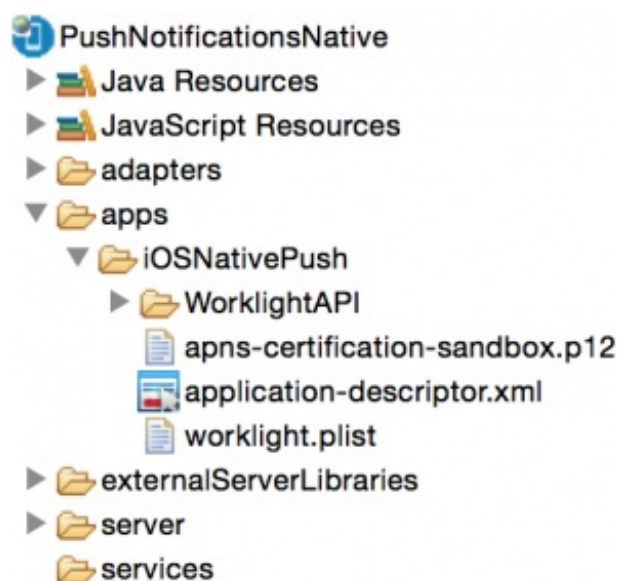 PushNotificationsNative
Java Resources
JavaScript Resources
adapters
apps
iOSNativePush
WorklightAPI
apns-certification-sandbox.p12
application-descriptor.xml
worklight.plist
externalServerLibraries
server
services